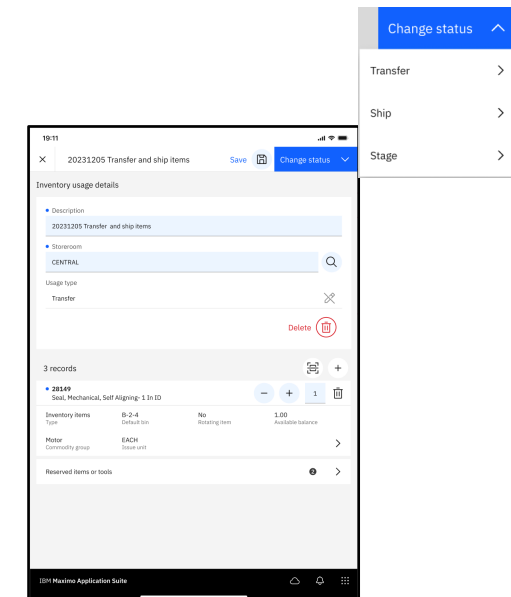 Change status
Transfer
Ship
Stage
19:11
20231205 Transfer and ship items
Save
Change status
Inventory usage details
Description
20231205 Transfer and ship items
Storeroom
CENTRAL
Usage type
Transfer
Delete
3 records
28149
Seal, Mechanical, Self Aligning- 1 In ID
1
Inventory items B-2-4 No 1.00
Type Default bin Rotating item Available balance
Motor EACH
Commodity group Issue unit
Reserved items or tools 2
IBM Maximo Application Suite